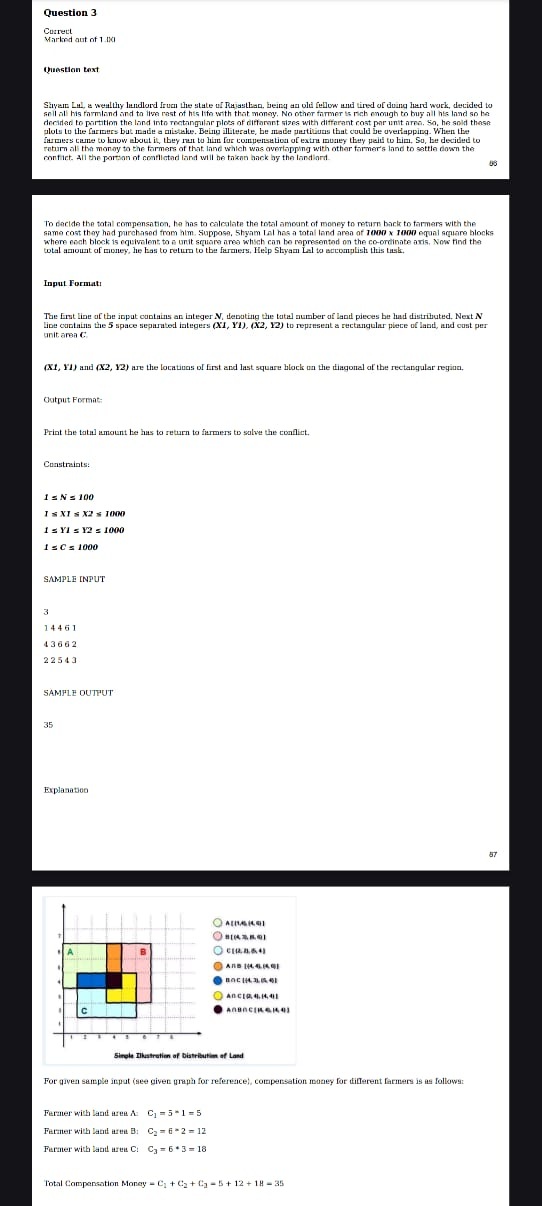 Question 3
Correct
Marked out of 1.00
Question text
Shyam Lal, a wealthy landlord from the state of Rajasthan, being an old fellow and tired of doing hard work, decided to
sell all his farmland and to live rest of his life with that money. No other farmer is rich enough to buy all his land so he
decided to partition the land into rectangular plots of different sizes with different cost per unit area. So, he sold these
plots to the farmers but made a mistake. Being illiterate, he made partitions that could be overlapping. When the
farmers came to know about it, they ran to him for compensation of extra money they paid to him. So, he decided to
return all the money to the farmers of that land which was overlapping with other farmer's land to settle down the
conflict. All the portion of conflicted land will be taken back by the landlord.
86
To decide the total compensation, he has to calculate the total amount of money to return back to farmers with the
same cost they had purchased from him. Suppose, Shyam Lal has a total land area of 1000 x 1000 equal square blocks
where each block is equivalent to a unit square area which can be represented on the co-ordinate axis. Now find the
total amount of money, he has to return to the farmers. Help Shyam Lal to accomplish this task.
Input Format:
The first line of the input contains an integer N, denoting the total number of land pieces he had distributed. Next N
line contains the 5 space separated integers (X1, Y1), (X2, Y2) to represent a rectangular piece of land, and cost per
unit area C.
(X1, Y1) and (X2, Y2) are the locations of first and last square block on the diagonal of the rectangular region.
Output Format:
Print the total amount he has to return to farmers to solve the conflict.
Constraints:
1 ≤ N ≤ 100
1 ≤ X1 ≤ X2 ≤ 1000
1 ≤ Y1 ≤ Y2 ≤ 1000
1 ≤ C ≤ 1000
SAMPLE INPUT
3
1 4 4 6 1
4 3 6 6 2
2 2 5 4 3
SAMPLE OUTPUT
35
Explanation
87
A
B
C
1 2 3 4 5 6 7 8
Simple Illustration of Distribution of Land
For given sample input (see given graph for reference), compensation money for different farmers is as follows:
Farmer with land area A: C1 = 5 * 1 = 5
Farmer with land area B: C2 = 6 * 2 = 12
Farmer with land area C: C3 = 6 * 3 = 18
Total Compensation Money = C1 + C2 + C3 = 5 + 12 + 18 = 35